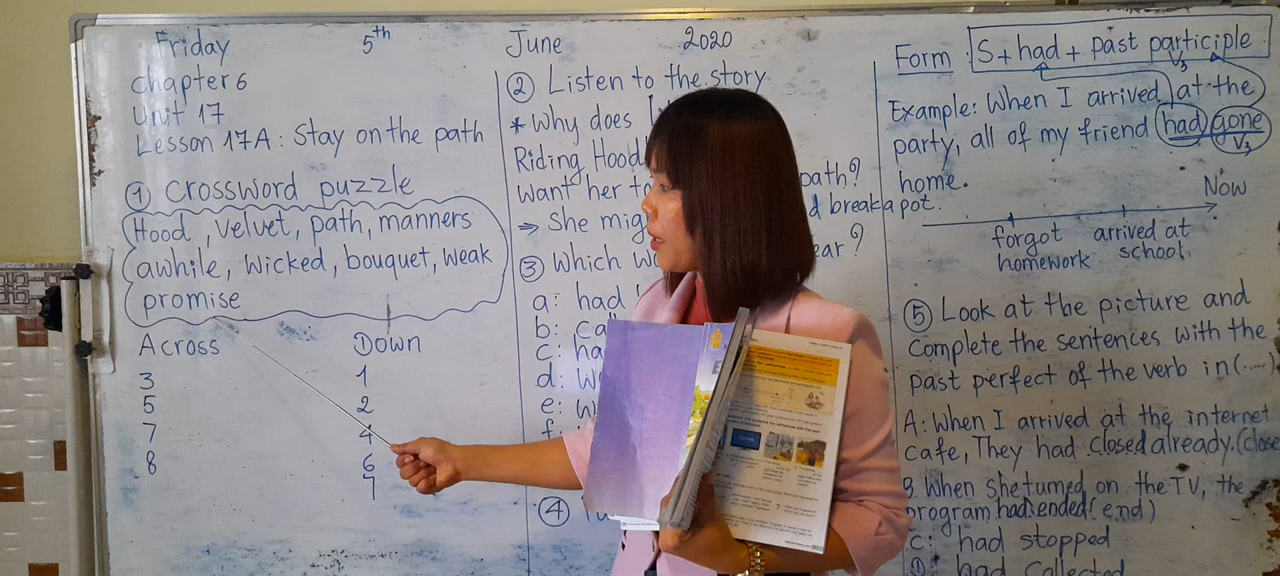 Friday 5th June 2020
Chapter 6
Unit 17
Lesson 17A: Stay on the path
① Crossword puzzle
Hood, velvet, path, manners
awhile, wicked, bouquet, weak
promise
Across Down
3 1
5 2
7 4
8 6
7
② Listen to the story
* Why does
Riding Hood
want her to path?
⇒ She mig d break a pot.
③ Which wo ear?
a: had
b: ca
c: ha
d: w
e: w
f:
④
Form: S + had + past participle
V3
Example: When I arrived at the
party, all of my friend had gone
V3
home.
Now
forgot arrived at
homework school
⑤ Look at the picture and
complete the sentences with the
past perfect of the verb in (....)
A: When I arrived at the internet
cafe, They had closed already. (close
B. When she turned on the TV, the
program had ended (end)
C: had stopped
D: had collected